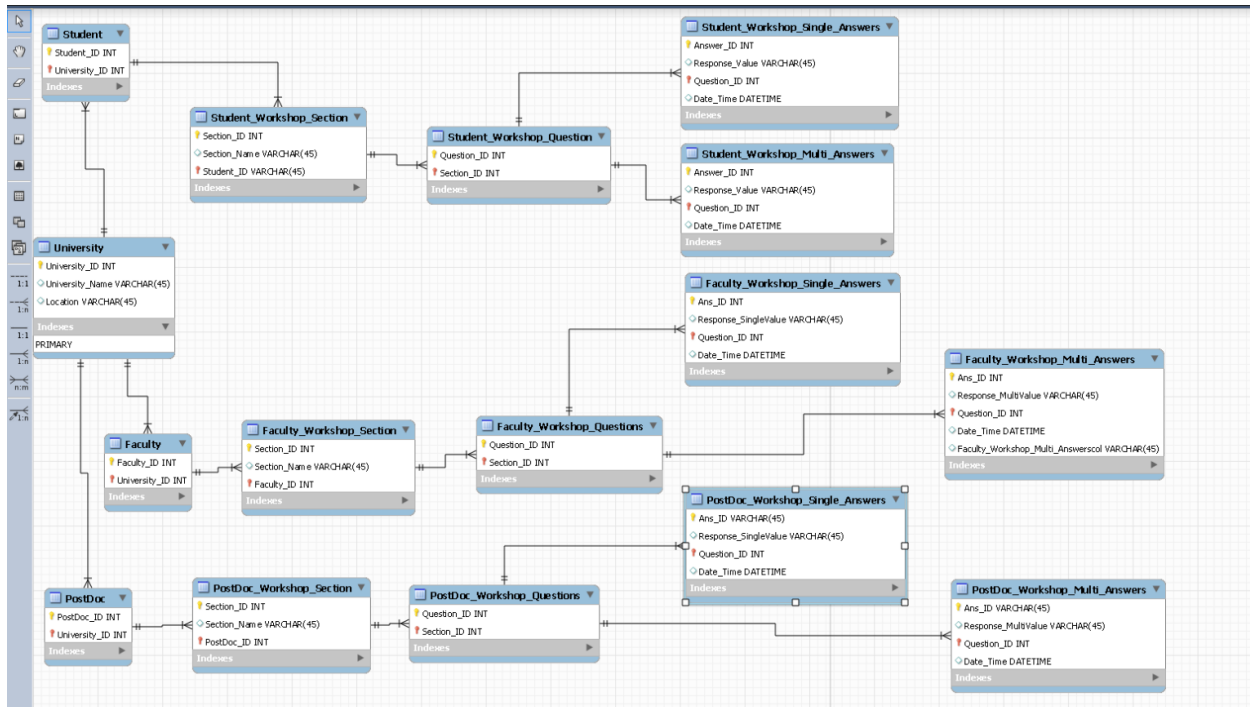 Student
Student_ID INT
University_ID INT
Indexes
Student_Workshop_Single_Answers
Answer_ID INT
Response_Value VARCHAR(45)
Question_ID INT
Date_Time DATETIME
Indexes
Student_Workshop_Section
Section_ID INT
Section_Name VARCHAR(45)
Student_ID VARCHAR(45)
Indexes
Student_Workshop_Question
Question_ID INT
Section_ID INT
Indexes
Student_Workshop_Multi_Answers
Answer_ID INT
Response_Value VARCHAR(45)
Question_ID INT
Date_Time DATETIME
Indexes
University
University_ID INT
University_Name VARCHAR(45)
Location VARCHAR(45)
Indexes
PRIMARY
1:1
1:n
1:1
1:n
n:m
1:n
Faculty_Workshop_Single_Answers
Ans_ID INT
Response_SingleValue VARCHAR(45)
Question_ID INT
Date_Time DATETIME
Indexes
Faculty_Workshop_Multi_Answers
Ans_ID INT
Response_MultiValue VARCHAR(45)
Question_ID INT
Date_Time DATETIME
Faculty_Workshop_Multi_Answerscol VARCHAR(45)
Indexes
Faculty
Faculty_ID INT
University_ID INT
Indexes
Faculty_Workshop_Section
Section_ID INT
Section_Name VARCHAR(45)
Faculty_ID INT
Indexes
Faculty_Workshop_Questions
Question_ID INT
Section_ID INT
Indexes
PostDoc_Workshop_Single_Answers
Ans_ID VARCHAR(45)
Response_SingleValue VARCHAR(45)
Question_ID INT
Date_Time DATETIME
Indexes
PostDoc
PostDoc_ID INT
University_ID INT
Indexes
PostDoc_Workshop_Section
Section_ID INT
Section_Name VARCHAR(45)
PostDoc_ID INT
Indexes
PostDoc_Workshop_Questions
Question_ID INT
Section_ID INT
Indexes
PostDoc_Workshop_Multi_Answers
Ans_ID VARCHAR(45)
Response_MultiValue VARCHAR(45)
Question_ID INT
Date_Time DATETIME
Indexes